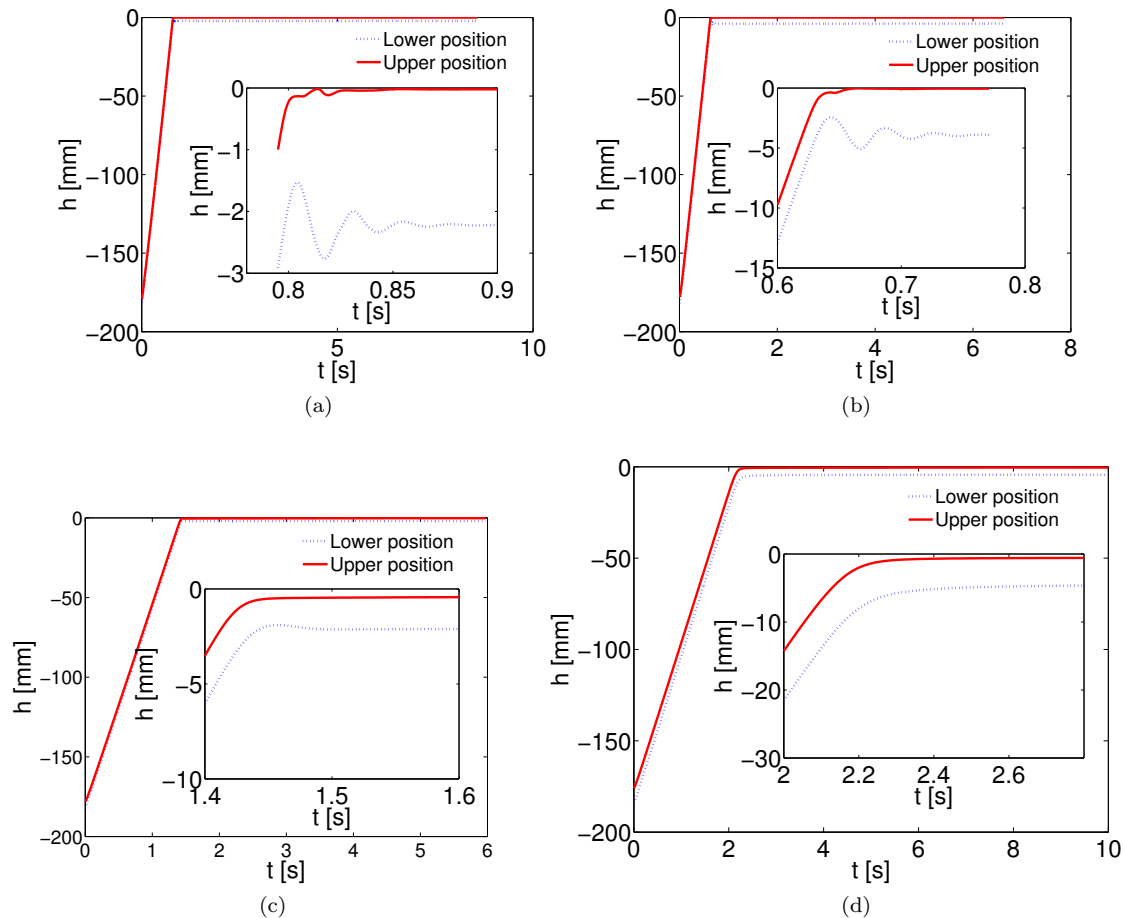 0
−50
−100
−150
−200
h [mm]
0 5 10
t [s]
Lower position
Upper position
0
−1
−2
−3
h [mm]
0.8 0.85 0.9
t [s]
(a)
0
−50
−100
−150
−200
h [mm]
0 2 4 6 8
t [s]
Lower position
Upper position
0
−5
−10
−15
h [mm]
0.6 0.7 0.8
t [s]
(b)
0
−50
−100
−150
−200
h [mm]
0 1 2 3 4 5 6
t [s]
Lower position
Upper position
0
−5
−10
h [mm]
1.4 1.5 1.6
t [s]
(c)
0
−50
−100
−150
−200
h [mm]
0 2 4 6 8 10
t [s]
Lower position
Upper position
0
−10
−20
−30
h [mm]
2 2.2 2.4 2.6
t [s]
(d)